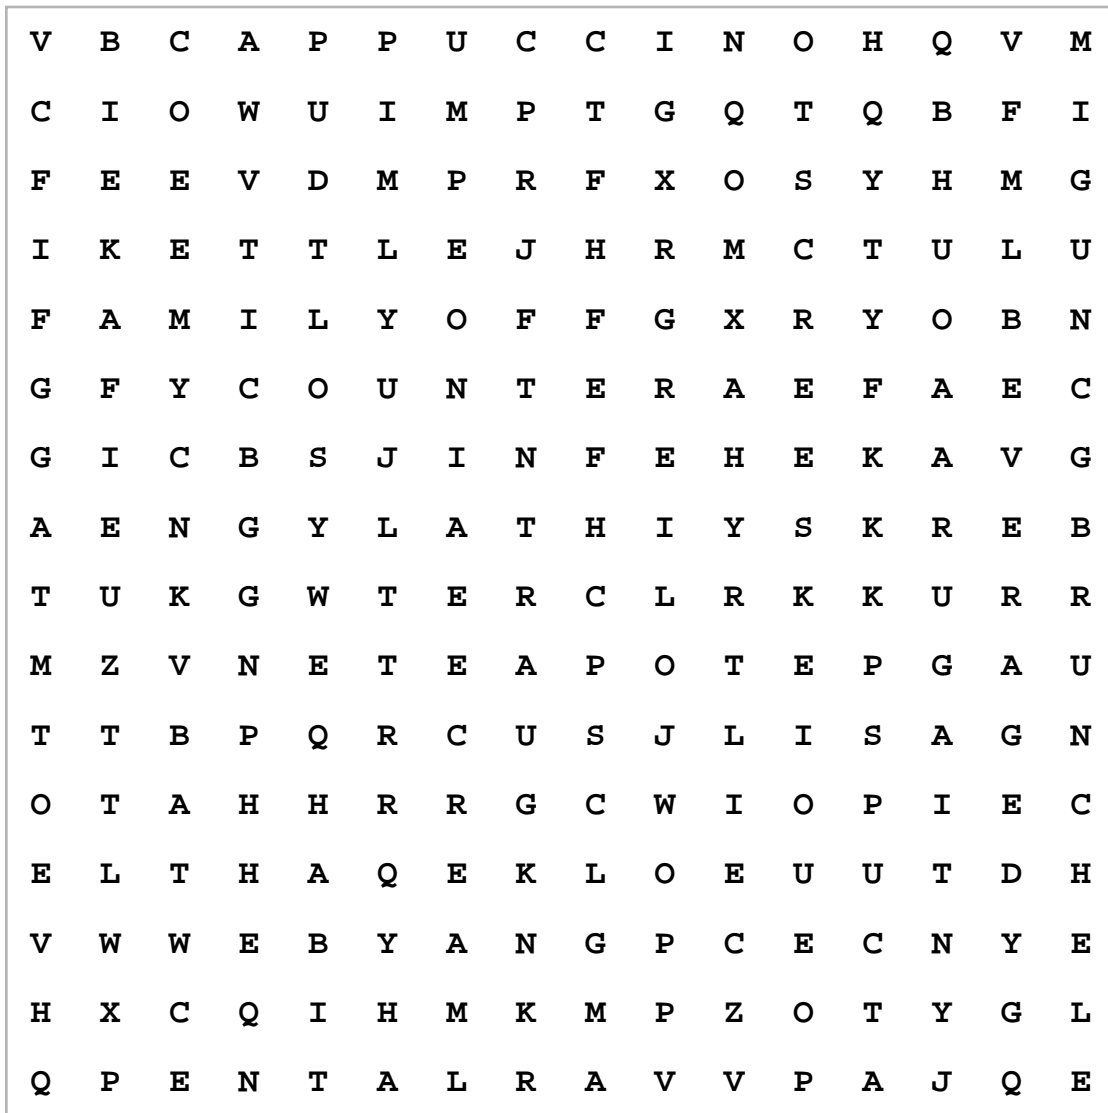 V B C A P P U C C I N O H Q V M
C I O W U I M P T G Q T Q B F I
F E E V D M P R F X O S Y H M G
I K E T T L E J H R M C T U L U
F A M I L Y O F F G X R Y O B N
G F Y C O U N T E R A E F A E C
G I C B S J I N F E H E K A V G
A E N G Y L A T H I Y S K R E B
T U K G W T E R C L R K K U R R
M Z V N E T E A P O T E P G A U
T T B P Q R C U S J L I S A G N
O T A H H R R G C W I O P I E C
E L T H A Q E K L O E U U T D H
V W W E B Y A N G P C E C N Y E
H X C Q I H M K M P Z O T Y G L
Q P E N T A L R A V V P A J Q E